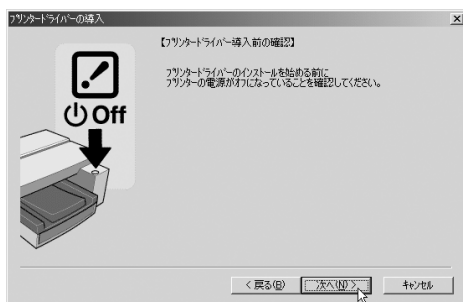 プリンタードライバーの導入
【プリンタードライバー導入前の確認】
プリンタードライバーのインストールを始める前に
プリンターの電源がオフになっていることを確認してください。
Off
< 戻る(B)
次へ(N) >
キャンセル